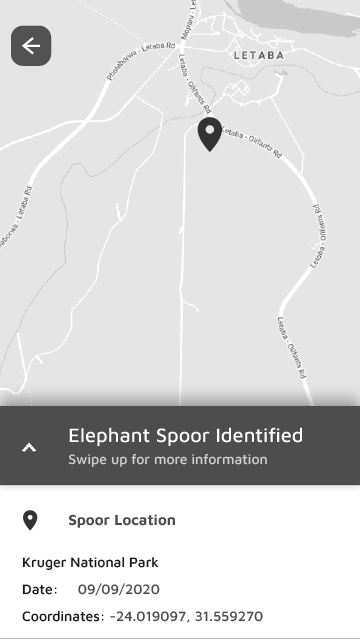 Mopani - Le
Phalaborwa - Letaba Rd
LETABA
Letaba - Olifants Rd
Letaba - Olifants Rd
aborwa - Letaba Rd
Letaba - Olifants Rd
Letaba - Olifants Rd
Elephant Spoor Identified
Swipe up for more information
Spoor Location
Kruger National Park
Date: 09/09/2020
Coordinates: -24.019097, 31.559270